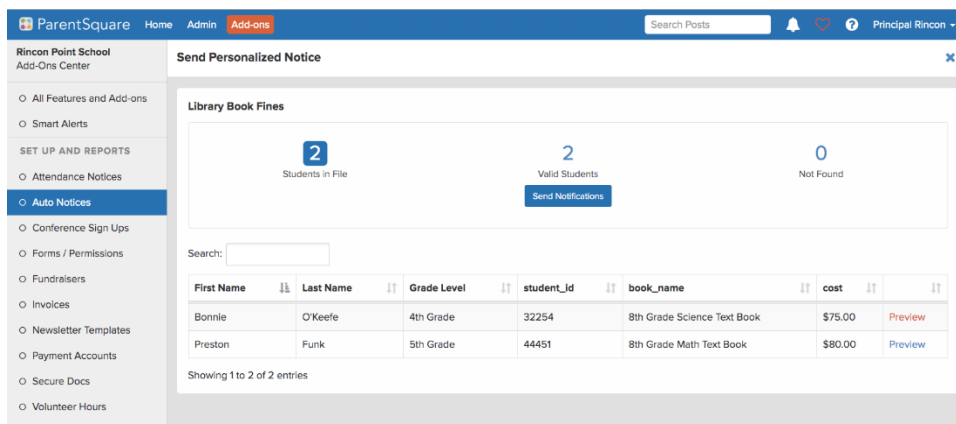 ParentSquare Home Admin Add-ons Search Posts Principal Rincon
Rincon Point School
Add-Ons Center
Send Personalized Notice
All Features and Add-ons
Smart Alerts
SET UP AND REPORTS
Attendance Notices
Auto Notices
Conference Sign Ups
Forms / Permissions
Fundraisers
Invoices
Newsletter Templates
Payment Accounts
Secure Docs
Volunteer Hours
Library Book Fines
2 2 0
Students in File Valid Students Not Found
Send Notifications
Search:
First Name Last Name Grade Level student_id book_name cost
Bonnie O'Keefe 4th Grade 32254 8th Grade Science Text Book $75.00 Preview
Preston Funk 5th Grade 44451 8th Grade Math Text Book $80.00 Preview
Showing 1 to 2 of 2 entries